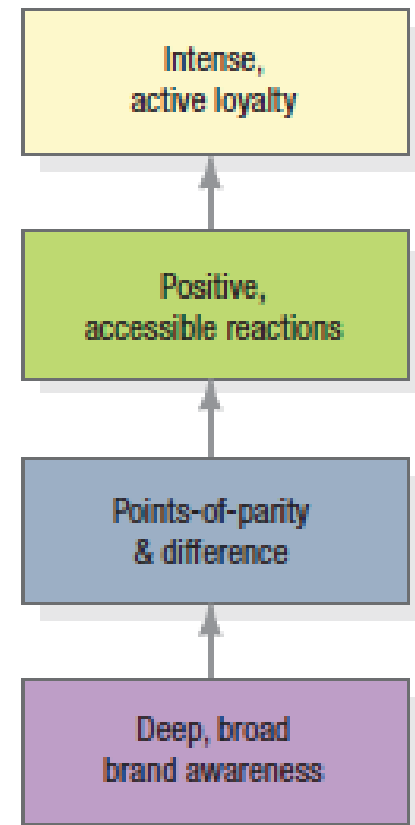 Intense,
active loyalty
Positive,
accessible reactions
Points-of-parity
& difference
Deep, broad
brand awareness